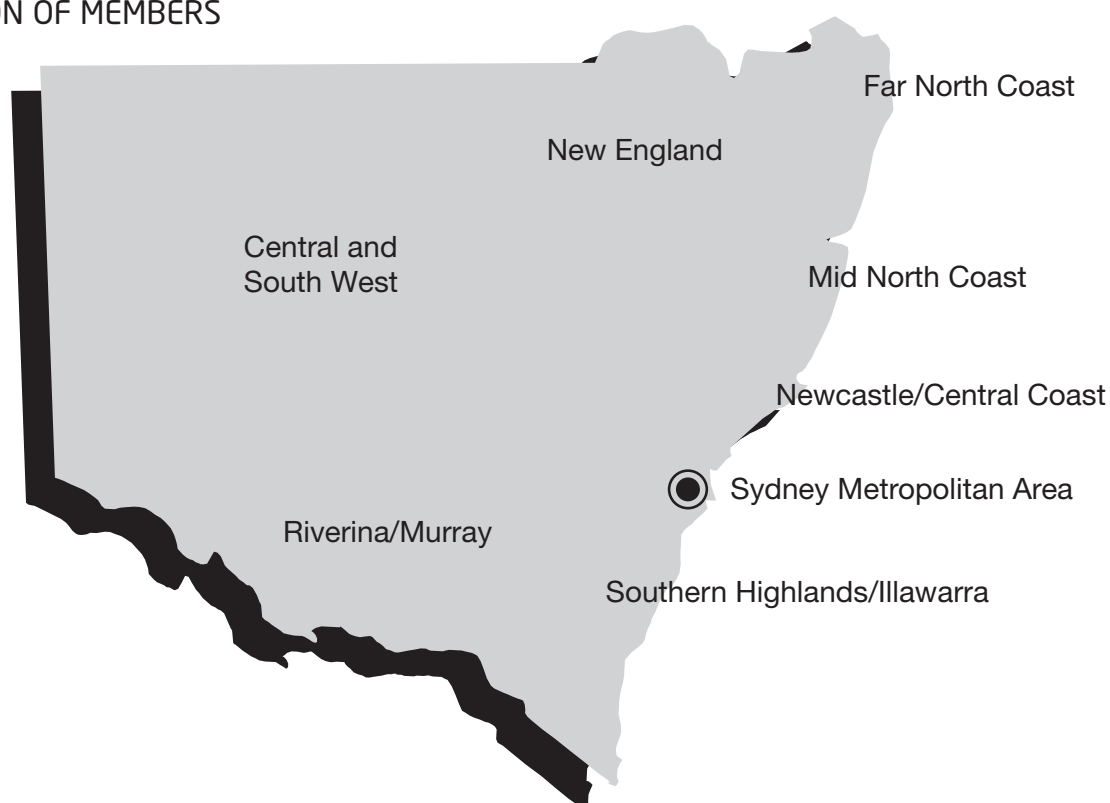 OF MEMBERS
Far North Coast
New England
Central and
South West
Mid North Coast
Newcastle/Central Coast
Sydney Metropolitan Area
Riverina/Murray
Southern Highlands/Illawarra